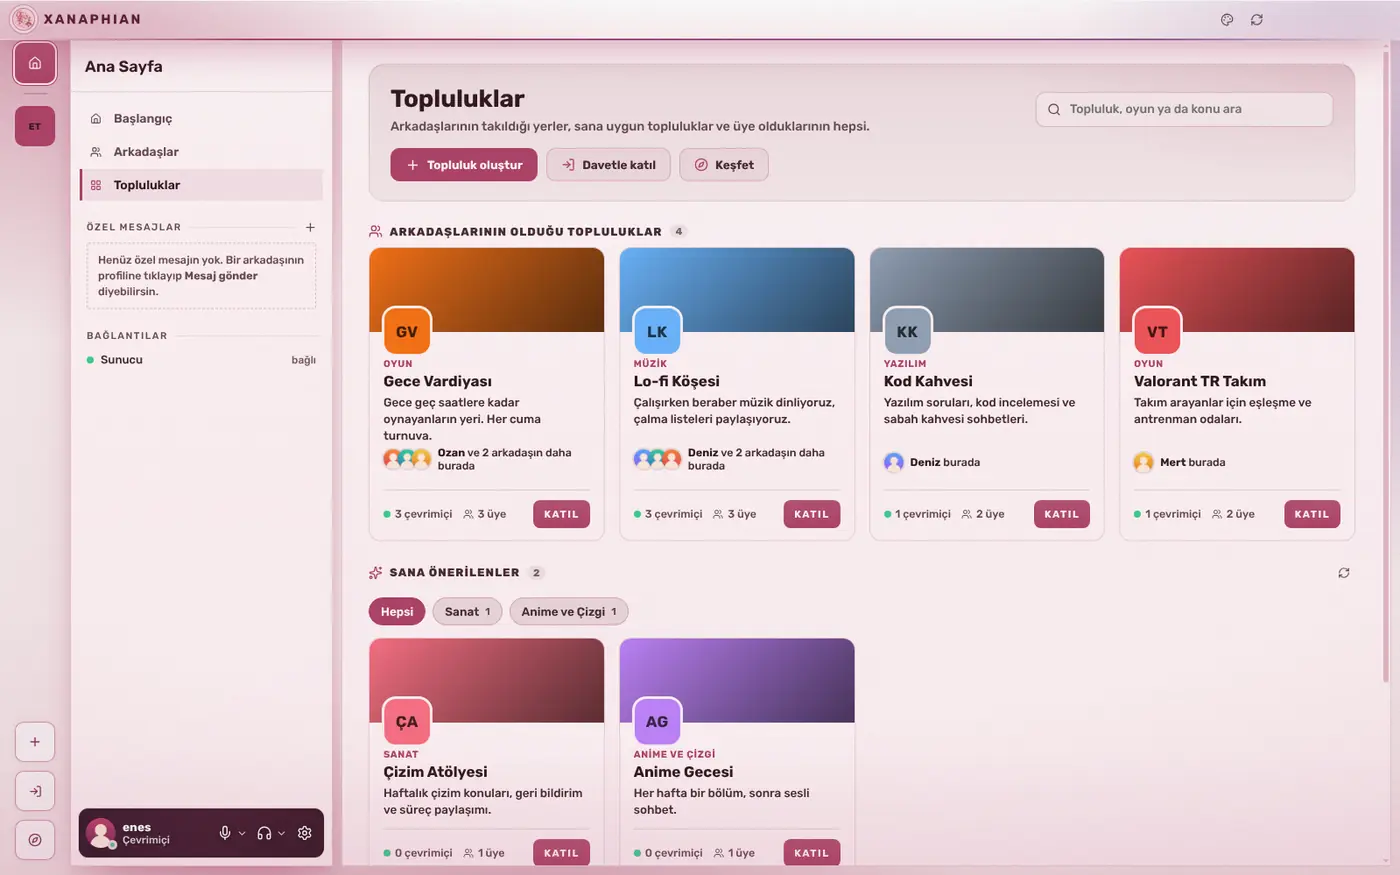 XANAPHIAN
ET
Ana Sayfa
Başlangıç
Arkadaşlar
Topluluklar
ÖZEL MESAJLAR
Henüz özel mesajın yok. Bir arkadaşının
profiline tıklayıp Mesaj gönder
diyebilirsin.
BAĞLANTILAR
Sunucu bağlı
enes
Çevrimiçi
Topluluklar
Arkadaşlarının takıldığı yerler, sana uygun topluluklar ve üye olduklarının hepsi.
Topluluk, oyun ya da konu ara
Topluluk oluştur Davetle katıl Keşfet
ARKADAŞLARININ OLDUĞU TOPLULUKLAR 4
GV
OYUN
Gece Vardiyası
Gece geç saatlere kadar
oynayanların yeri. Her cuma
turnuva.
Ozan ve 2 arkadaşın daha
burada
3 çevrimiçi 3 üye KATIL
LK
MÜZİK
Lo-fi Köşesi
Çalışırken beraber müzik dinliyoruz,
çalma listeleri paylaşıyoruz.
Deniz ve 2 arkadaşın daha
burada
3 çevrimiçi 3 üye KATIL
KK
YAZILIM
Kod Kahvesi
Yazılım soruları, kod incelemesi ve
sabah kahvesi sohbetleri.
Deniz burada
1 çevrimiçi 2 üye KATIL
VT
OYUN
Valorant TR Takım
Takım arayanlar için eşleşme ve
antrenman odaları.
Mert burada
1 çevrimiçi 2 üye KATIL
SANA ÖNERİLENLER 2
Hepsi Sanat 1 Anime ve Çizgi 1
ÇA
SANAT
Çizim Atölyesi
Haftalık çizim konuları, geri bildirim
ve süreç paylaşımı.
0 çevrimiçi 1 üye KATIL
AG
ANİME VE ÇİZGİ
Anime Gecesi
Her hafta bir bölüm, sonra sesli
sohbet.
0 çevrimiçi 1 üye KATIL